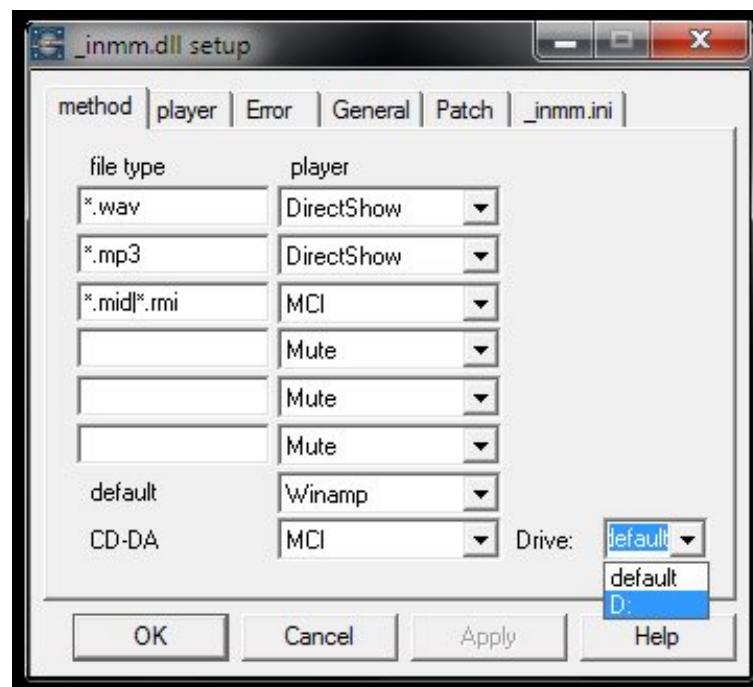 _inmm.dll setup
method player Error General Patch _inmm.ini
file type player
*.wav DirectShow
*.mp3 DirectShow
*.mid|*.rmi MCI
Mute
Mute
Mute
default Winamp
CD-DA MCI Drive: default
default
D:
OK Cancel Apply Help